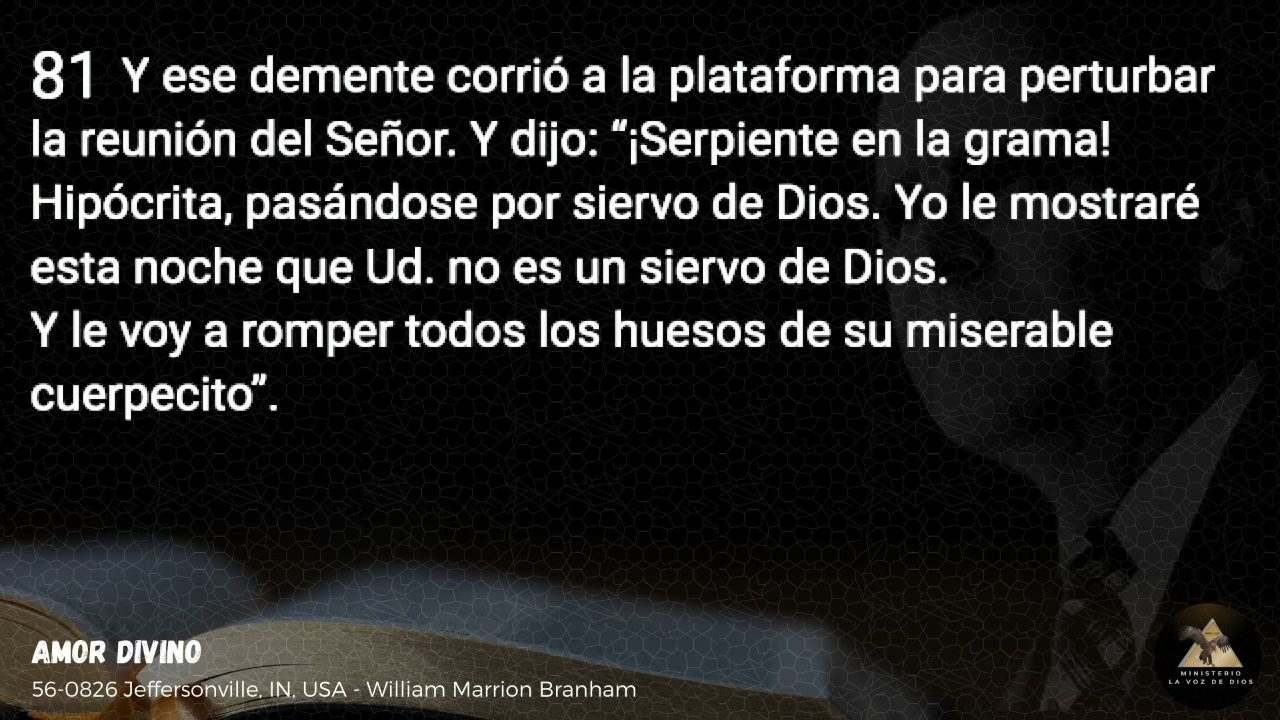 81 Y ese demente corrió a la plataforma para perturbar
la reunión del Señor. Y dijo: “¡Serpiente en la grama!
Hipócrita, pasándose por siervo de Dios. Yo le mostraré
esta noche que Ud. no es un siervo de Dios.
Y le voy a romper todos los huesos de su miserable
cuerpecito”.
AMOR DIVINO
56-0826 Jeffersonville, IN, USA - William Marrion Branham
MINISTERIO
LA VOZ DE DIOS